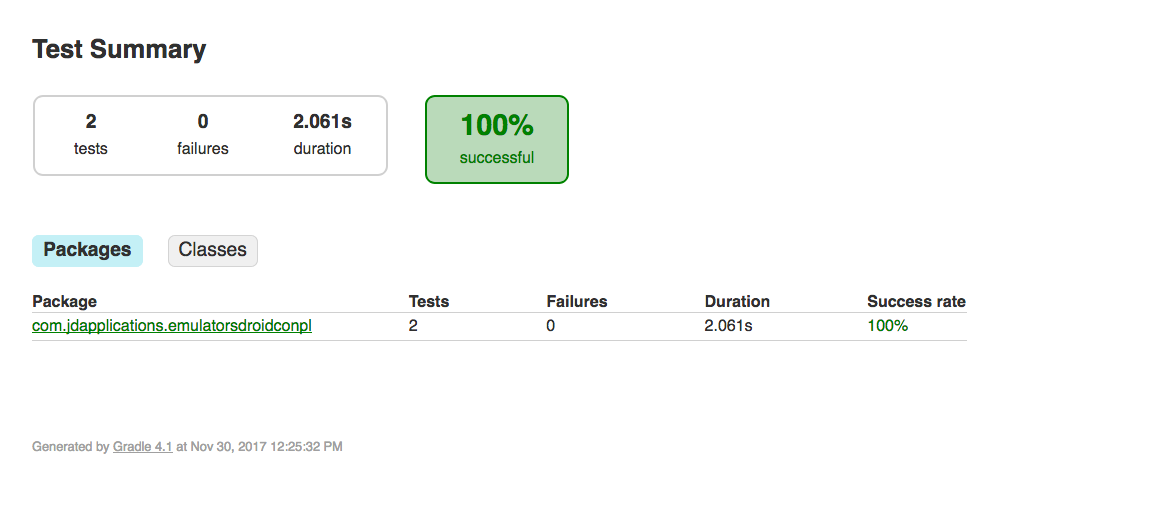 Test Summary
2 0 2.061s 100%
tests failures duration successful
Packages Classes
Package Tests Failures Duration Success rate
com.jdapplications.emulatorsdroidconpl 2 0 2.061s 100%
Generated by Gradle 4.1 at Nov 30, 2017 12:25:32 PM